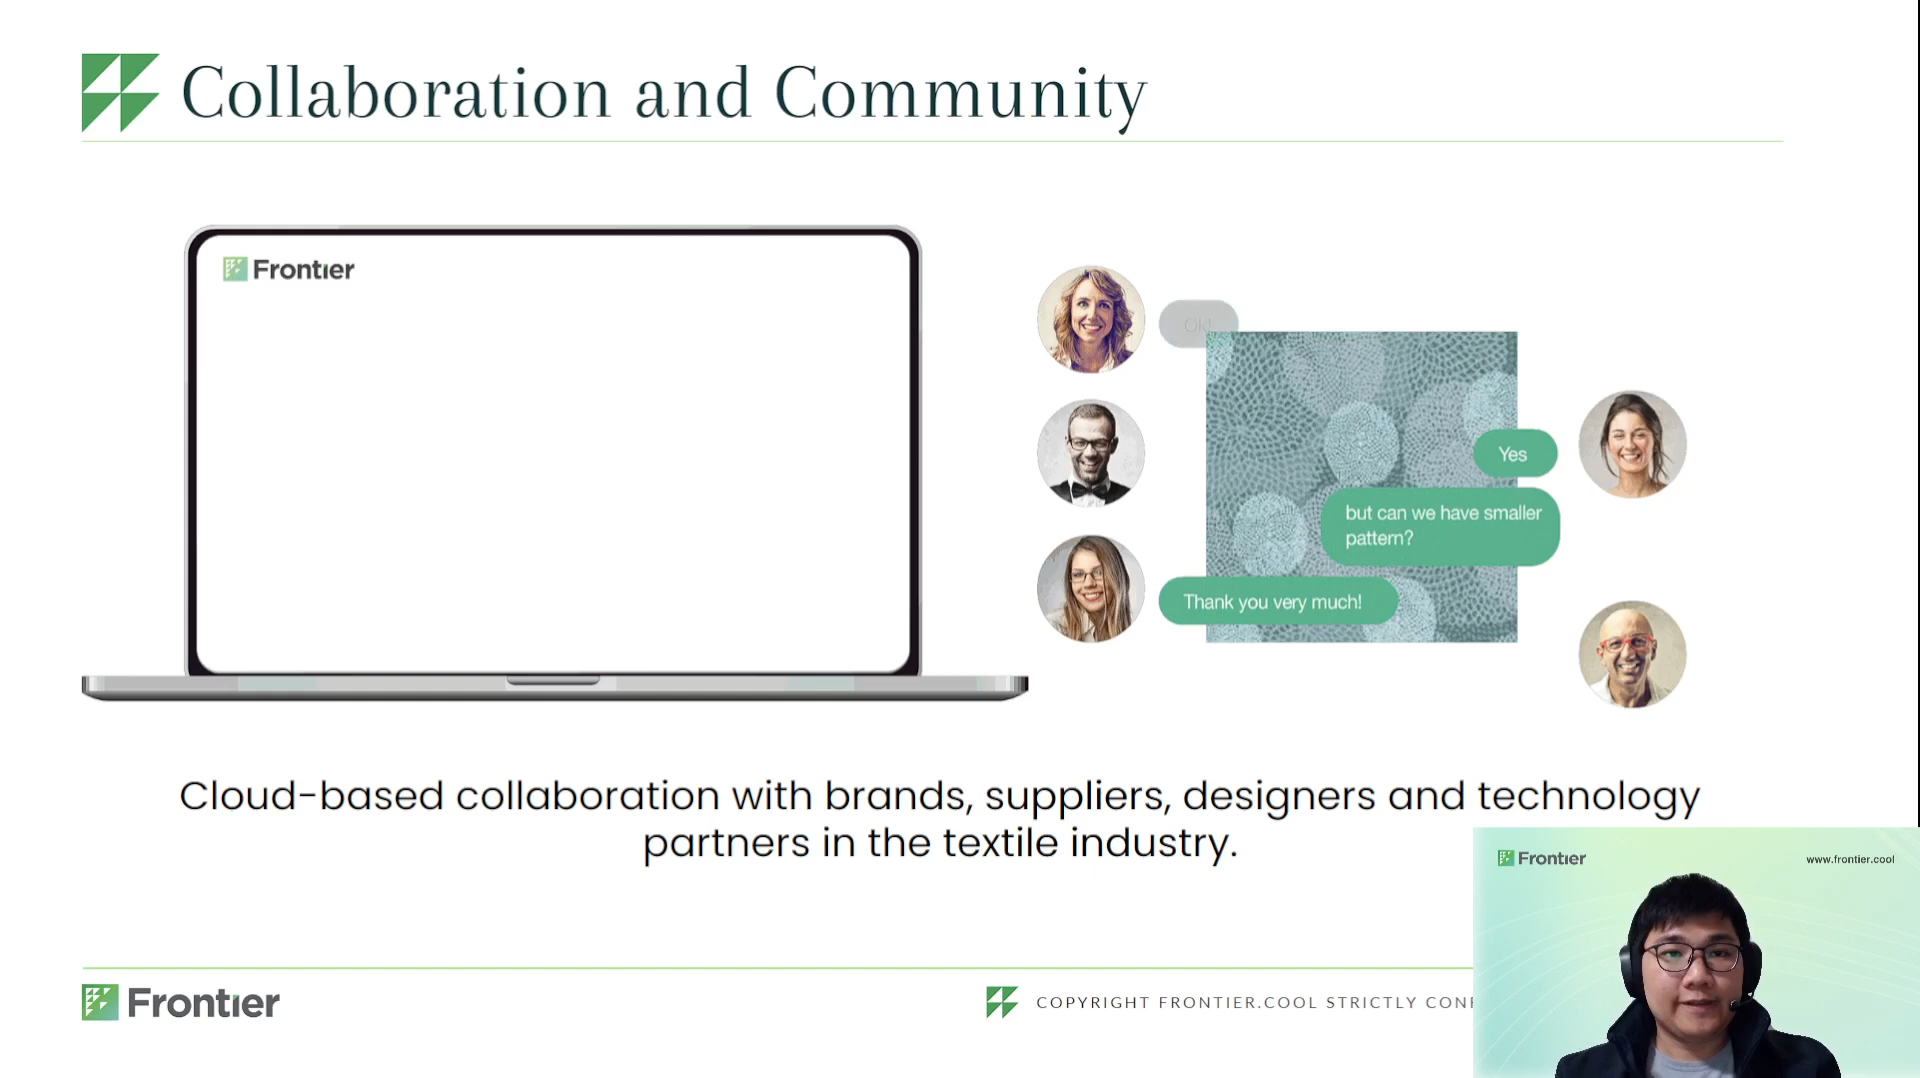 Collaboration and Community
Frontier
Ok!
Yes
but can we have smaller
pattern?
Thank you very much!
Cloud-based collaboration with brands, suppliers, designers and technology
partners in the textile industry.
Frontier
www.frontier.cool
Frontier
COPYRIGHT FRONTIER.COOL STRICTLY CONF